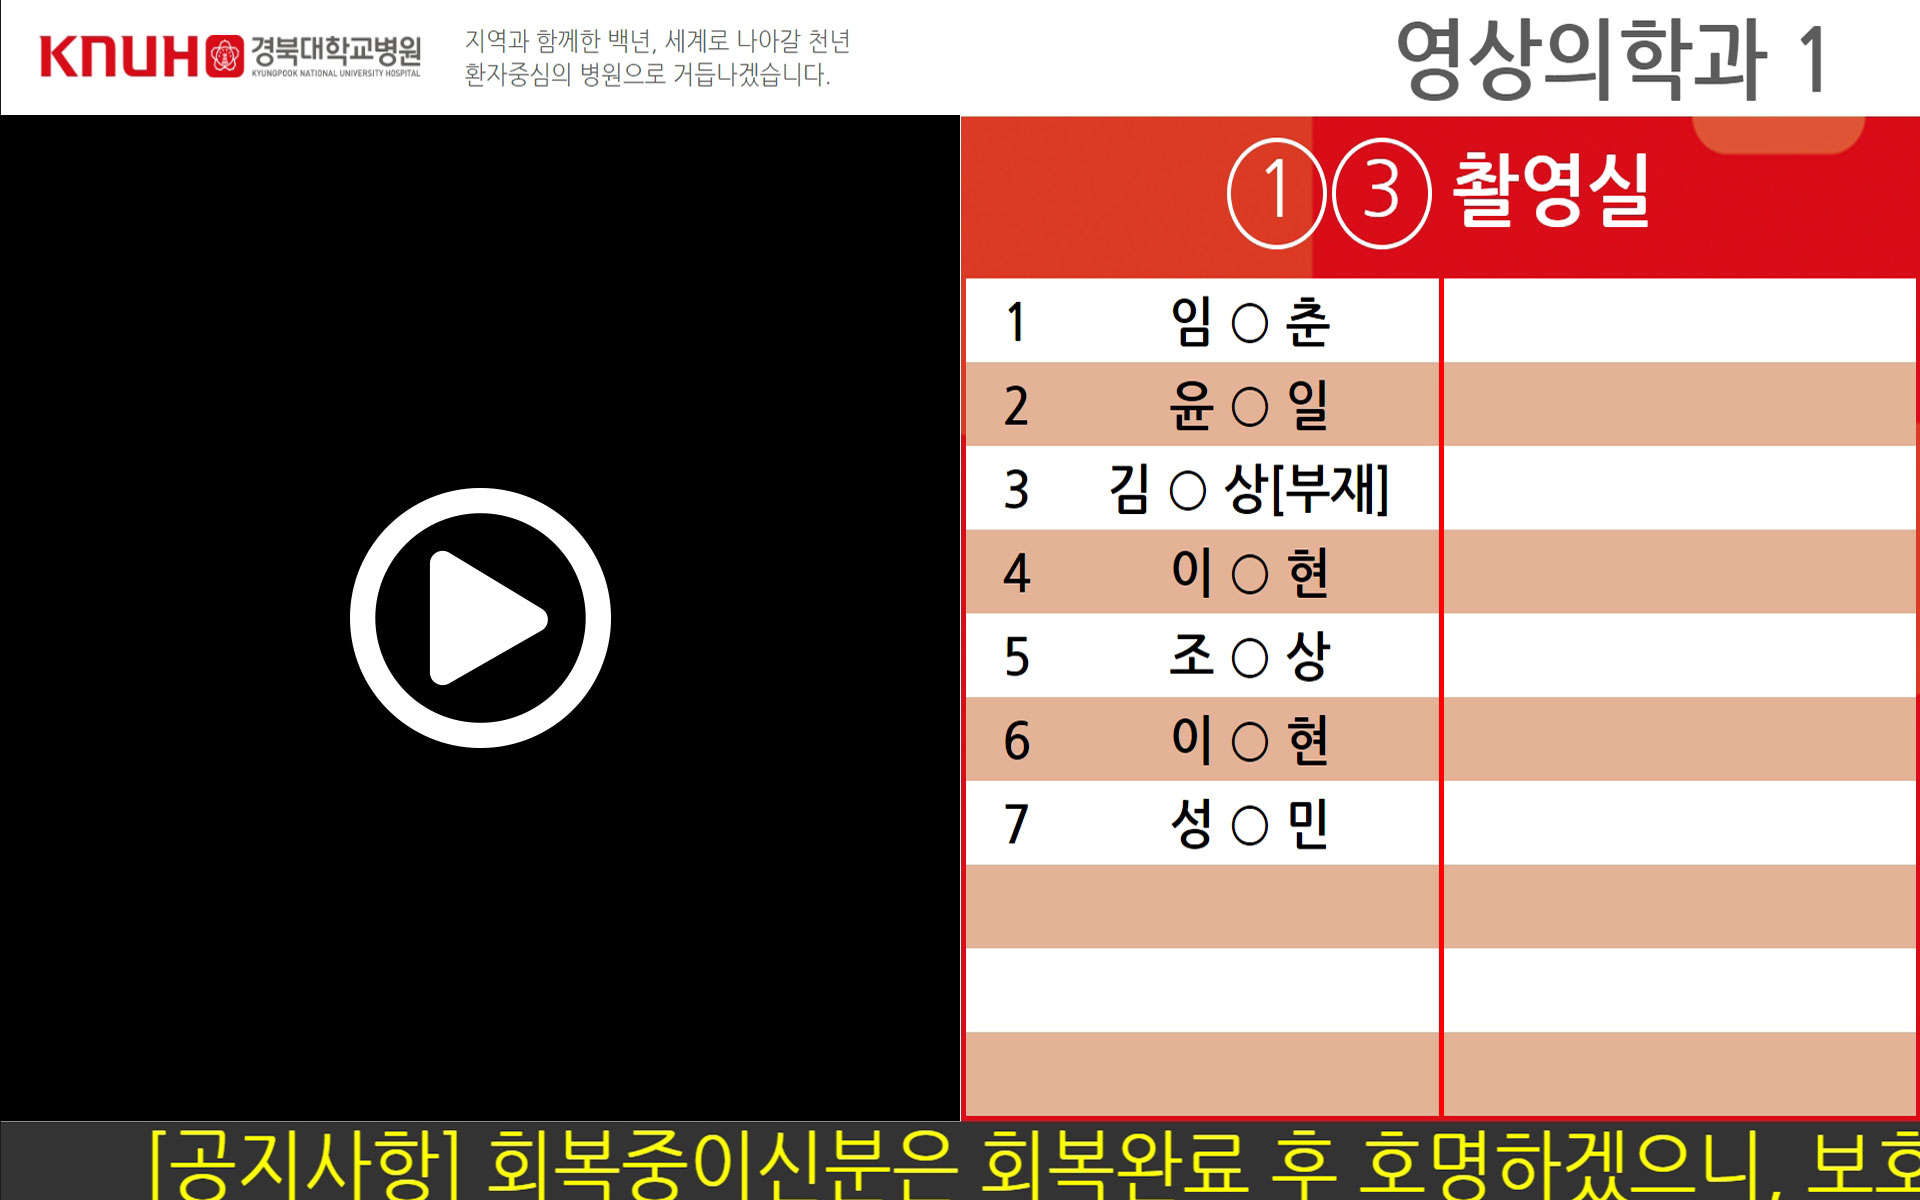 KNUH 경북대학교병원
KYUNGPOOK NATIONAL UNIVERSITY HOSPITAL
지역과 함께한 백년, 세계로 나아갈 천년
환자중심의 병원으로 거듭나겠습니다.
영상의학과 1
① ③ 촬영실
1 임 ○ 춘
2 윤 ○ 일
3 김 ○ 상[부재]
4 이 ○ 현
5 조 ○ 상
6 이 ○ 현
7 성 ○ 민
[공지사항] 회복중이신분은 회복완료 후 호명하겠으니, 보호